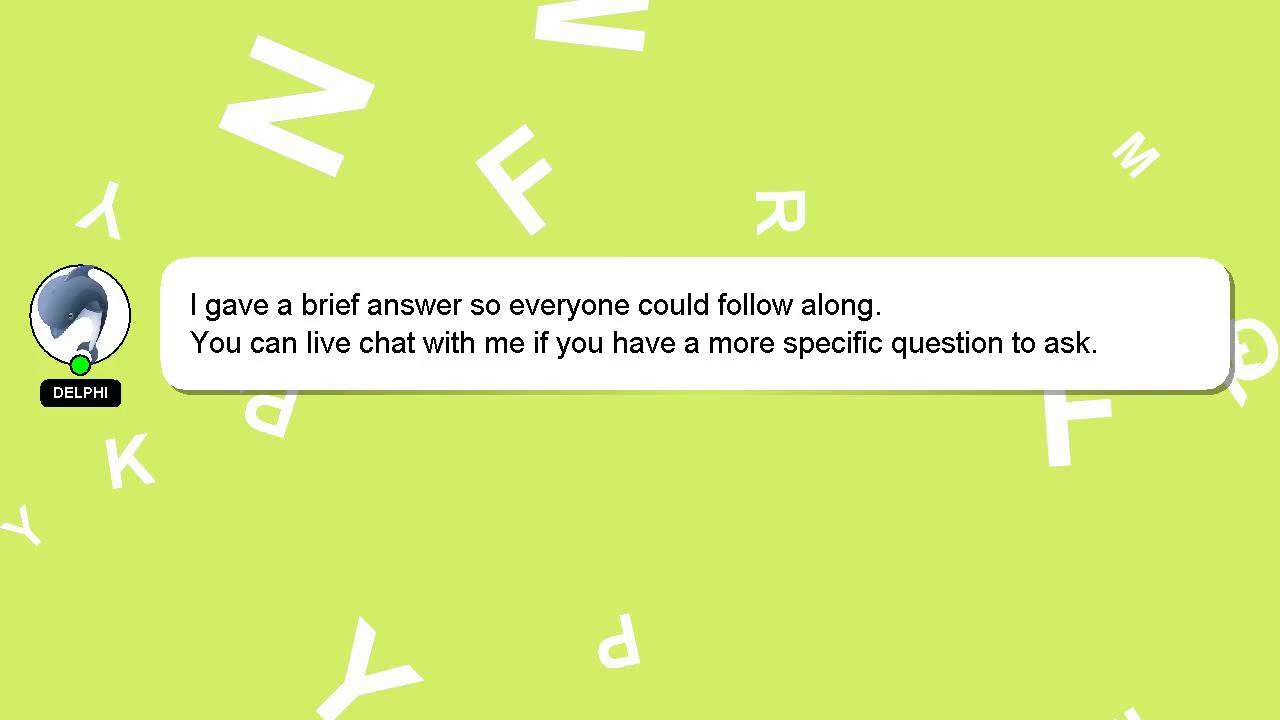 N
F
M
Y
R
I gave a brief answer so everyone could follow along.
You can live chat with me if you have a more specific question to ask.
DELPHI
R
P
F
K
Y
Y
P